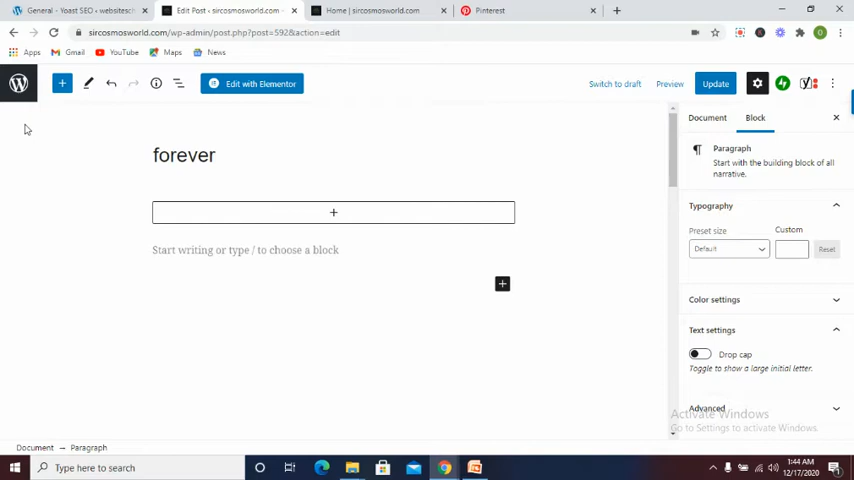 General - Yoast SEO ‹ websitesch
Edit Post ‹ sircosmosworld.com -
Home | sircosmosworld.com
Pinterest
sircosmosworld.com/wp-admin/post.php?post=592&action=edit
Apps
Gmail
YouTube
Maps
News
Edit with Elementor
Switch to draft
Preview
Update
Document
Block
forever
Paragraph
Start with the building block of all
narrative.
Typography
Preset size
Custom
Default
Reset
Start writing or type / to choose a block
Color settings
Text settings
Drop cap
Toggle to show a large initial letter.
Advanced
Activate Windows
Go to Settings to activate Windows.
Document → Paragraph
Type here to search
1:44 AM
12/17/2020